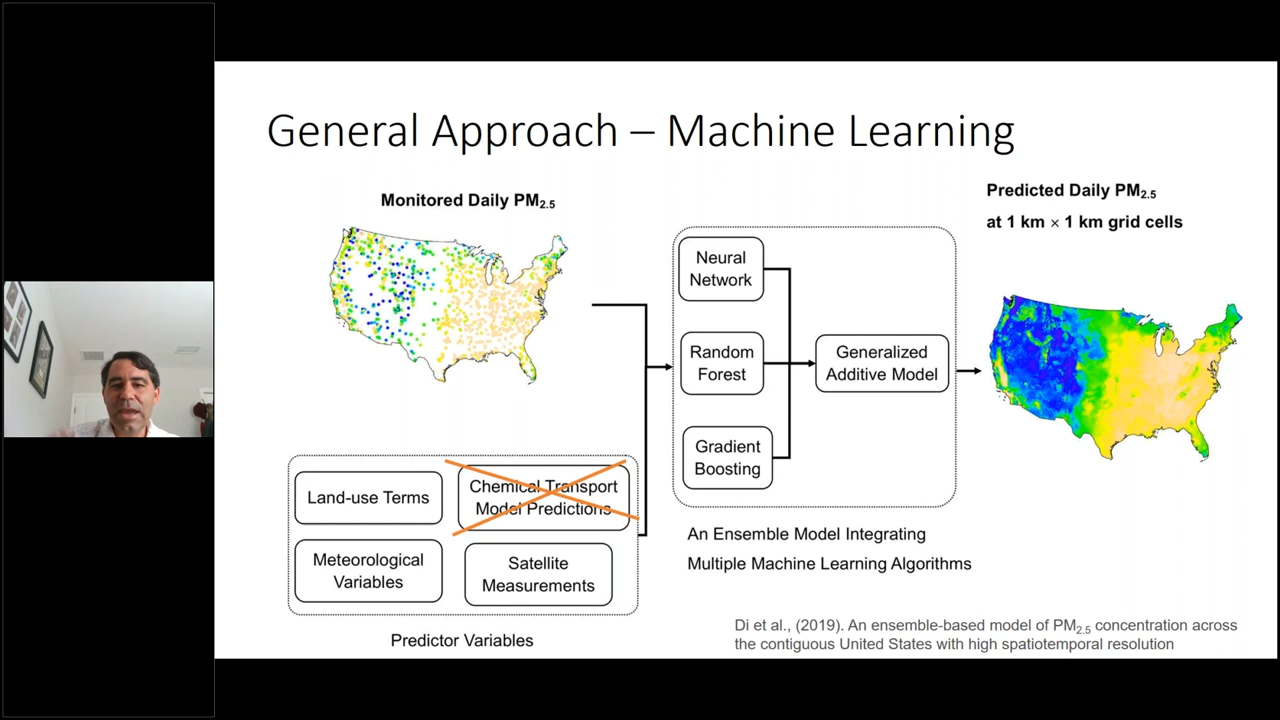 General Approach – Machine Learning
Monitored Daily PM2.5
Predicted Daily PM2.5
at 1 km × 1 km grid cells
Neural
Network
Random
Forest
Gradient
Boosting
Generalized
Additive Model
Land-use Terms
Chemical Transport
Model Predictions
Meteorological
Variables
Satellite
Measurements
Predictor Variables
An Ensemble Model Integrating
Multiple Machine Learning Algorithms
Di et al., (2019). An ensemble-based model of PM2.5 concentration across
the contiguous United States with high spatiotemporal resolution